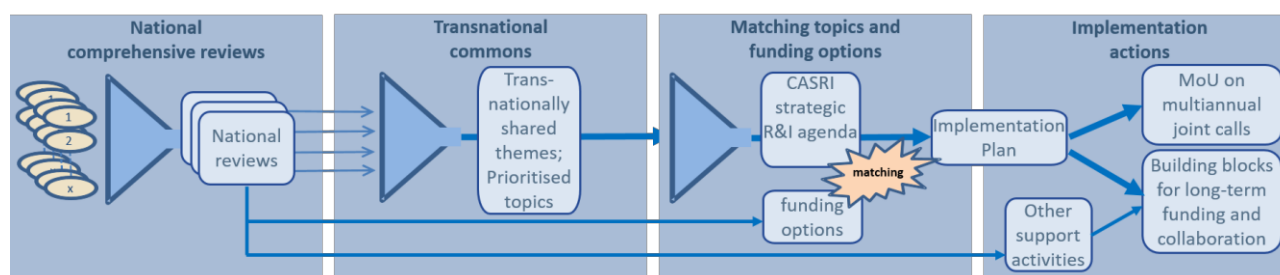 National
comprehensive reviews
1
1
2
x
National
reviews
Transnational
commons
Trans-
nationally
shared
themes;
Prioritised
topics
Matching topics and
funding options
CASRI
strategic
R&I agenda
matching
funding
options
Implementation
Plan
Implementation
actions
MoU on
multiannual
joint calls
Building blocks
for long-term
funding and
collaboration
Other
support
activities